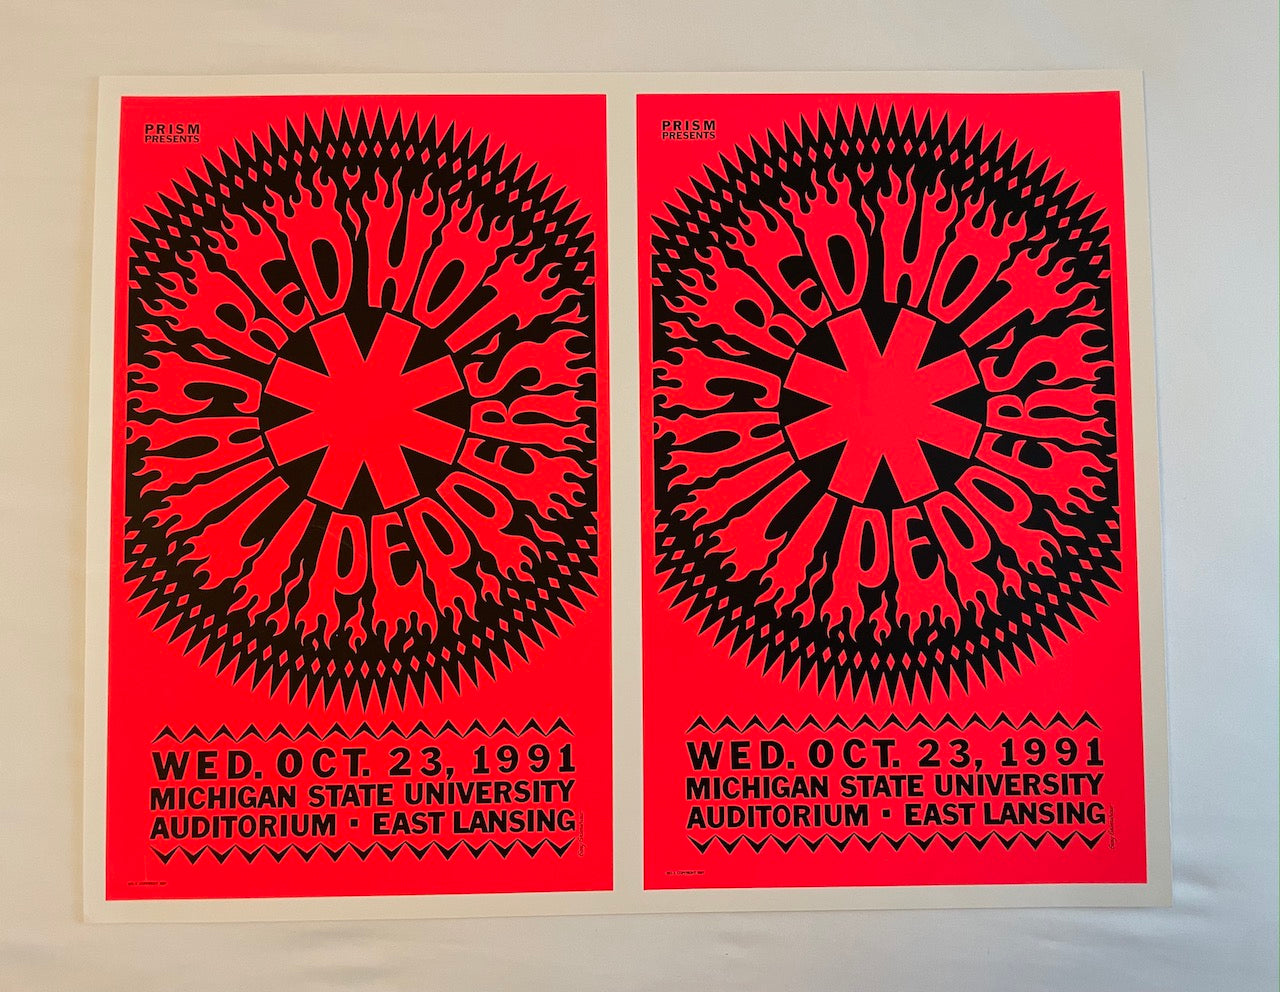 PRISM
PRESENTS
RED HOT CHILI PEPPERS
WED. OCT. 23, 1991
MICHIGAN STATE UNIVERSITY
AUDITORIUM ▪ EAST LANSING
PRISM
PRESENTS
RED HOT CHILI PEPPERS
WED. OCT. 23, 1991
MICHIGAN STATE UNIVERSITY
AUDITORIUM ▪ EAST LANSING